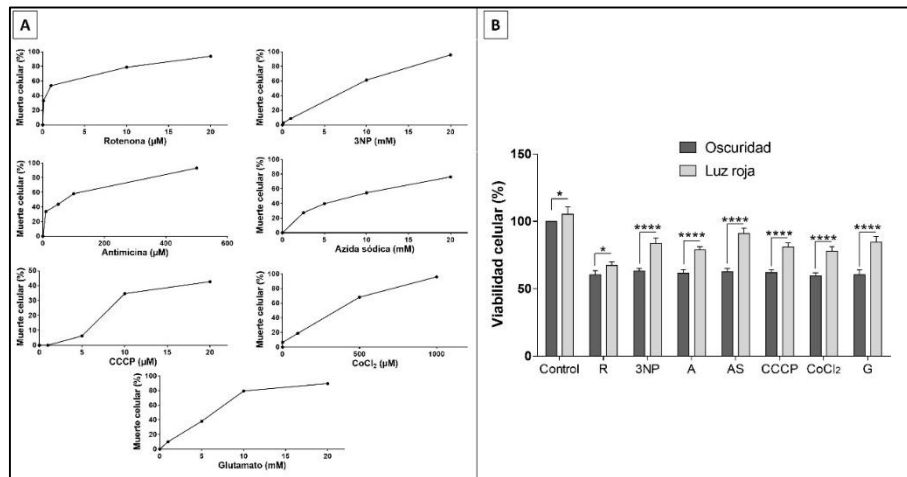 A
Muerte celular (%)
100
80
60
40
20
0
0 5 10 15 20
Rotenona (µM)
Muerte celular (%)
100
80
60
40
20
0
0 5 10 15 20
3NP (mM)
Muerte celular (%)
100
80
60
40
20
0
0 200 400 600
Antimicina (µM)
Muerte celular (%)
100
80
60
40
20
0
0 5 10 15 20
Azida sódica (mM)
Muerte celular (%)
50
40
30
20
10
0
0 5 10 15 20
CCCP (µM)
Muerte celular (%)
100
80
60
40
20
0
0 500 1000
CoCl₂ (µM)
Muerte celular (%)
100
80
60
40
20
0
0 5 10 15 20
Glutamato (mM)
B
Oscuridad
Luz roja
Viabilidad celular (%)
150
100
50
0
* * **** **** **** **** **** ****
Control R 3NP A AS CCCP CoCl₂ G